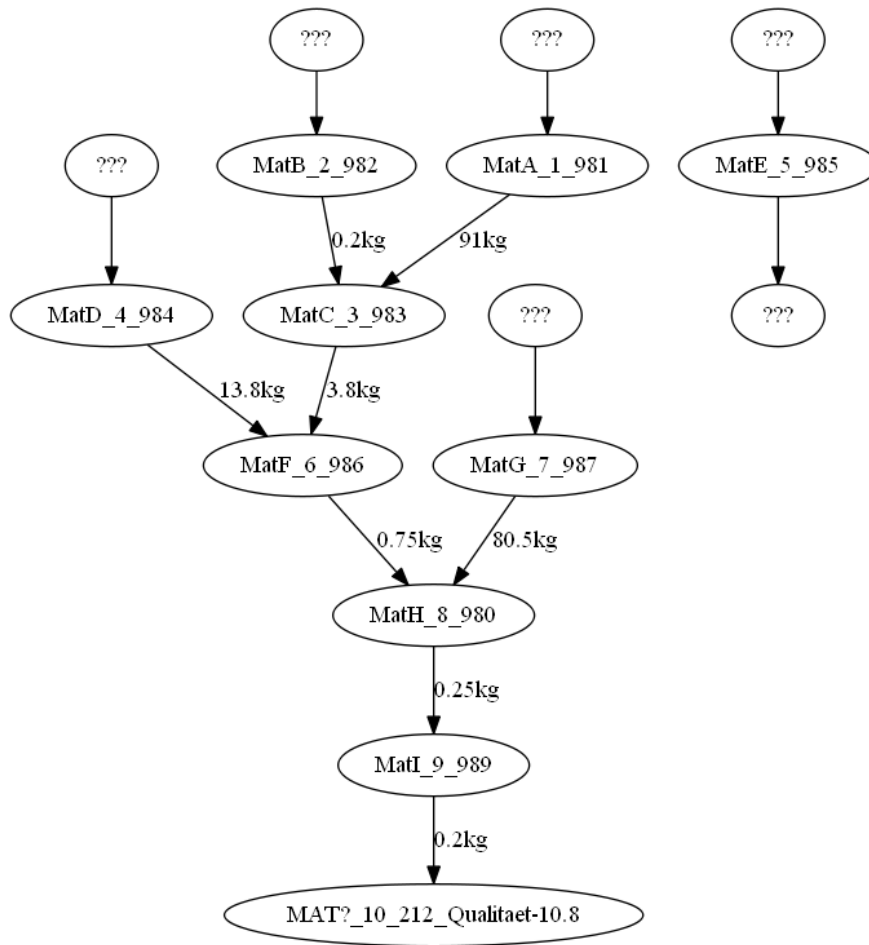 ???
???
???
???
MatB_2_982
MatA_1_981
MatE_5_985
0.2kg
91kg
MatD_4_984
MatC_3_983
???
???
13.8kg
3.8kg
MatF_6_986
MatG_7_987
0.75kg
80.5kg
MatH_8_980
0.25kg
MatI_9_989
0.2kg
MAT?_10_212_Qualitaet-10.8